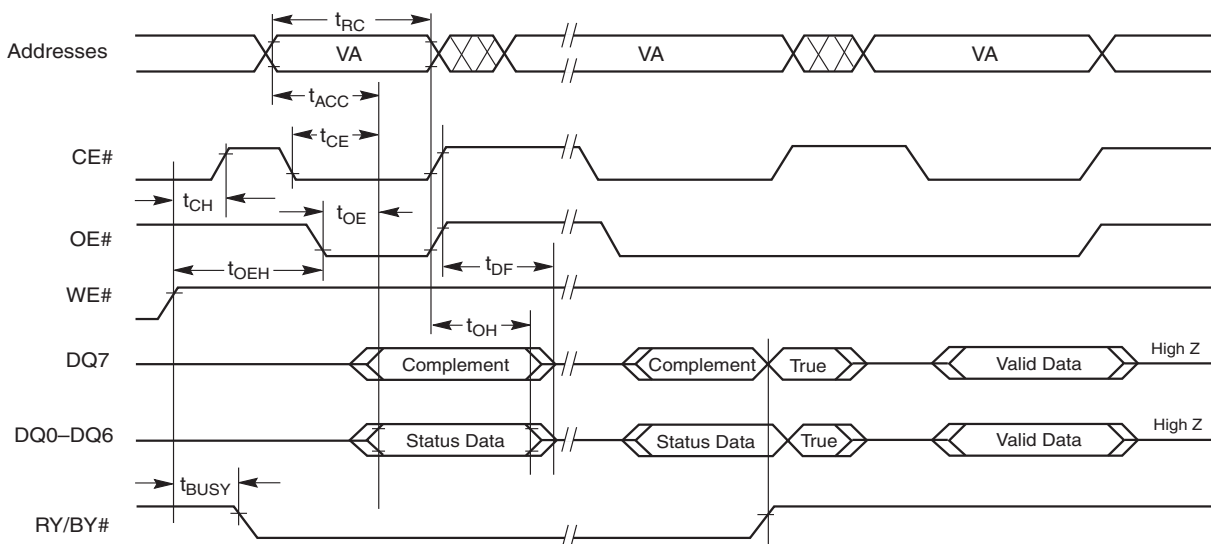 tRC
Addresses VA VA VA
tACC
tCE
CE#
tCH
tOE
OE#
tOEH tDF
WE#
tOH
DQ7 Complement Complement True Valid Data High Z
DQ0–DQ6 Status Data Status Data True Valid Data High Z
tBUSY
RY/BY#